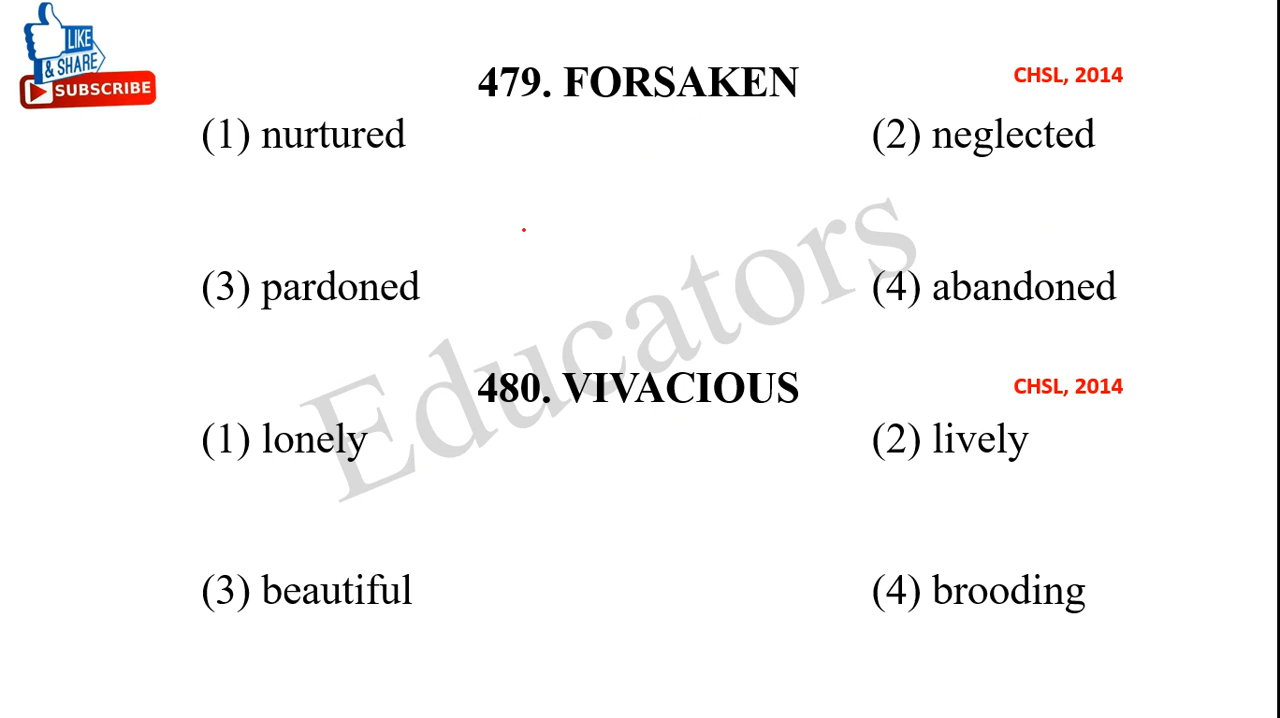 LIKE
& SHARE
SUBSCRIBE
479. FORSAKEN
CHSL, 2014
(1) nurtured
(2) neglected
(3) pardoned
(4) abandoned
Educators
480. VIVACIOUS
CHSL, 2014
(1) lonely
(2) lively
(3) beautiful
(4) brooding